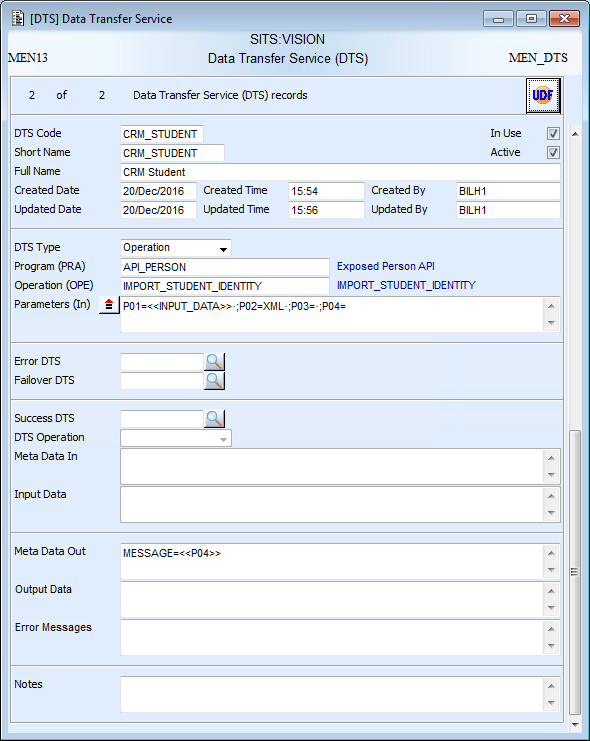 [DTS] Data Transfer Service
SITS:VISION
MEN13 Data Transfer Service (DTS) MEN_DTS
2 of 2 Data Transfer Service (DTS) records UDF
DTS Code CRM_STUDENT In Use
Short Name CRM_STUDENT Active
Full Name CRM Student
Created Date 20/Dec/2016 Created Time 15:54 Created By BILH1
Updated Date 20/Dec/2016 Updated Time 15:56 Updated By BILH1
DTS Type Operation
Program (PRA) API_PERSON Exposed Person API
Operation (OPE) IMPORT_STUDENT_IDENTITY IMPORT_STUDENT_IDENTITY
Parameters (In) P01=<<INPUT_DATA>>·;P02=XML·;P03=·;P04=
Error DTS
Failover DTS
Success DTS
DTS Operation
Meta Data In
Input Data
Meta Data Out MESSAGE=<<P04>>
Output Data
Error Messages
Notes